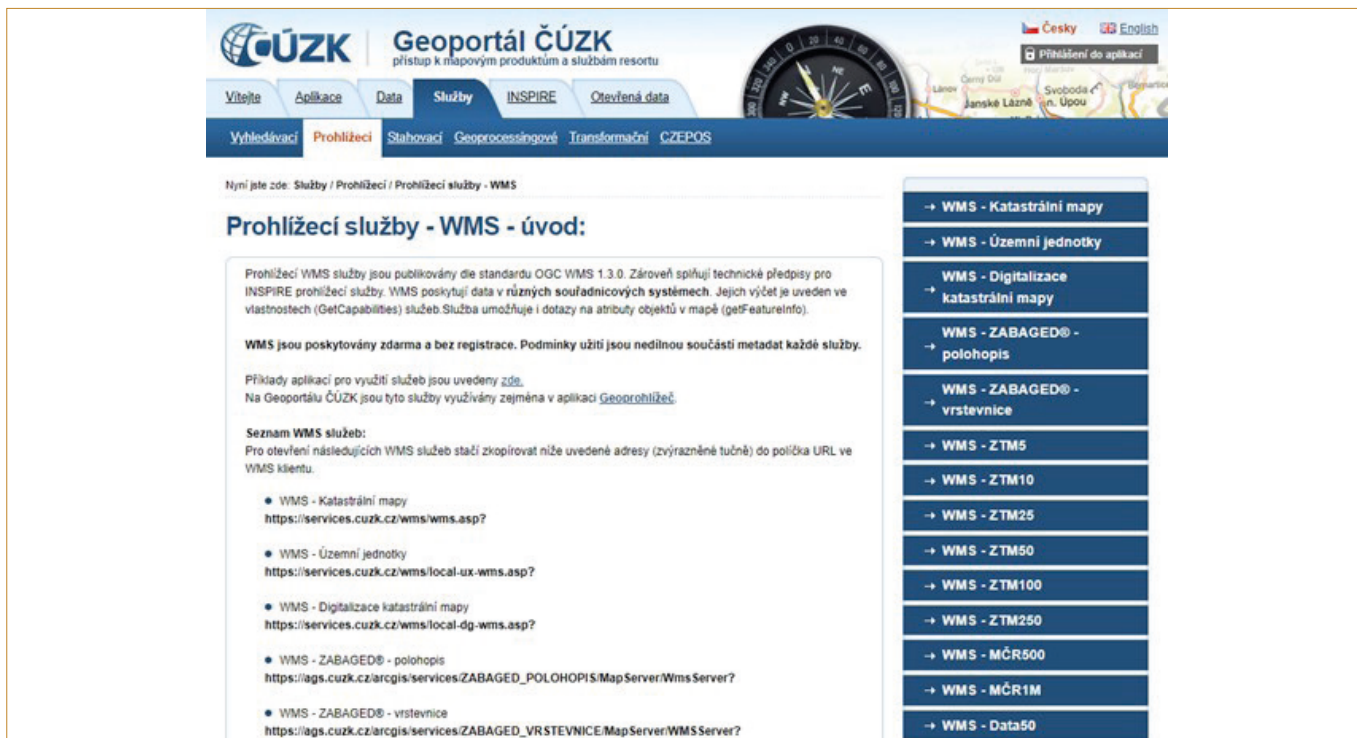 ČÚZK
Geoportál ČÚZK
přístup k mapovým produktům a službám resortu
Česky English
Přihlášení do aplikací
Vítejte Aplikace Data Služby INSPIRE Otevřená data
Vyhledávací Prohlížecí Stahovací Geoprocessingové Transformační CZEPOS
Černý Důl
Lánov
Svoboda
n. Úpou
Janské Lázně
Nyní jste zde: Služby / Prohlížecí / Prohlížecí služby - WMS
Prohlížecí služby - WMS - úvod:
Prohlížecí WMS služby jsou publikovány dle standardu OGC WMS 1.3.0. Zároveň splňují technické předpisy pro
INSPIRE prohlížecí služby. WMS poskytují data v různých souřadnicových systémech. Jejich výčet je uveden ve
vlastnostech (GetCapabilities) služeb.Služba umožňuje i dotazy na atributy objektů v mapě (getFeatureInfo).
WMS jsou poskytovány zdarma a bez registrace. Podmínky užití jsou nedílnou součástí metadat každé služby.
Příklady aplikací pro využití služeb jsou uvedeny zde.
Na Geoportálu ČÚZK jsou tyto služby využívány zejména v aplikaci Geoprohlížeč.
Seznam WMS služeb:
Pro otevření následujících WMS služeb stačí zkopírovat níže uvedené adresy (zvýrazněné tučně) do políčka URL ve
WMS klientu.
● WMS - Katastrální mapy
https://services.cuzk.cz/wms/wms.asp?
● WMS - Územní jednotky
https://services.cuzk.cz/wms/local-ux-wms.asp?
● WMS - Digitalizace katastrální mapy
https://services.cuzk.cz/wms/local-dg-wms.asp?
● WMS - ZABAGED® - polohopis
https://ags.cuzk.cz/arcgis/services/ZABAGED_POLOHOPIS/MapServer/WmsServer?
● WMS - ZABAGED® - vrstevnice
https://ags.cuzk.cz/arcgis/services/ZABAGED_VRSTEVNICE/MapServer/WMSServer?
→ WMS - Katastrální mapy
→ WMS - Územní jednotky
→ WMS - Digitalizace
katastrální mapy
→ WMS - ZABAGED® -
polohopis
→ WMS - ZABAGED® -
vrstevnice
→ WMS - ZTM5
→ WMS - ZTM10
→ WMS - ZTM25
→ WMS - ZTM50
→ WMS - ZTM100
→ WMS - ZTM250
→ WMS - MČR500
→ WMS - MČR1M
→ WMS - Data50